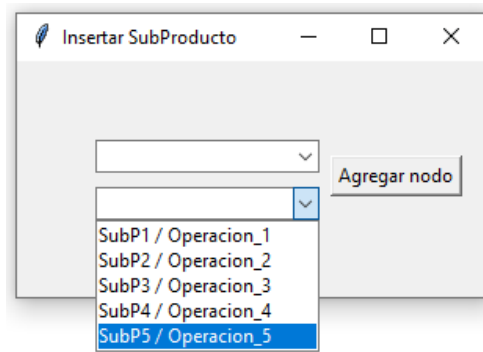 Insertar SubProducto
Agregar nodo
SubP1 / Operacion_1
SubP2 / Operacion_2
SubP3 / Operacion_3
SubP4 / Operacion_4
SubP5 / Operacion_5